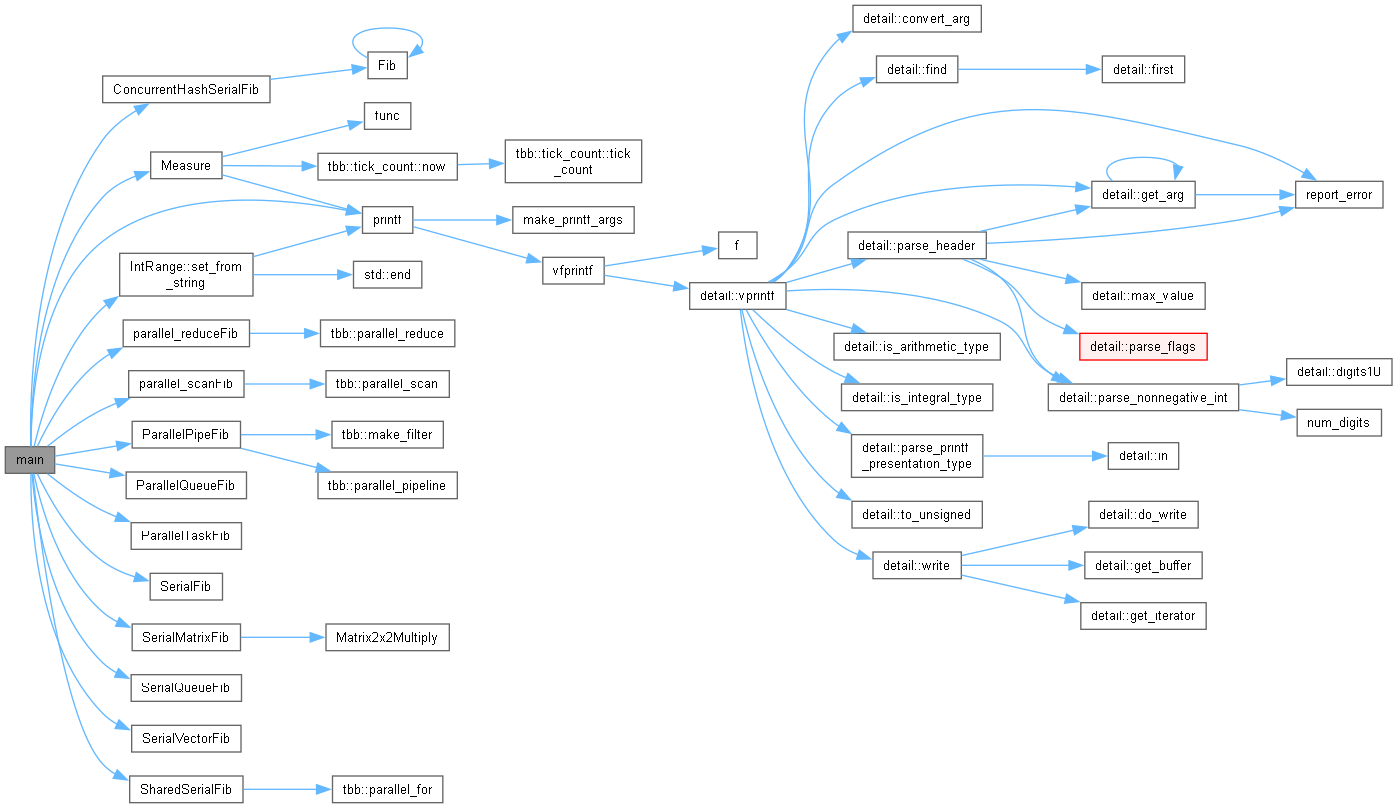 detail::convert_arg
Fib
detail::find
detail::first
ConcurrentHashSerialFib
func
Measure
tbb::tick_count::now
tbb::tick_count::tick
_count
detail::get_arg
report_error
printf
make_printf_args
detail::parse_header
f
IntRange::set_from
_string
std::end
vfprintf
detail::vprintf
detail::max_value
parallel_reduceFib
tbb::parallel_reduce
detail::is_arithmetic_type
detail::parse_flags
parallel_scanFib
tbb::parallel_scan
detail::is_integral_type
detail::parse_nonnegative_int
detail::digits10
num_digits
ParallelPipeFib
tbb::make_filter
detail::parse_printf
_presentation_type
detail::in
main
ParallelQueueFib
tbb::parallel_pipeline
detail::to_unsigned
detail::do_write
ParallelTaskFib
detail::write
detail::get_buffer
SerialFib
detail::get_iterator
SerialMatrixFib
Matrix2x2Multiply
SerialQueueFib
SerialVectorFib
SharedSerialFib
tbb::parallel_for